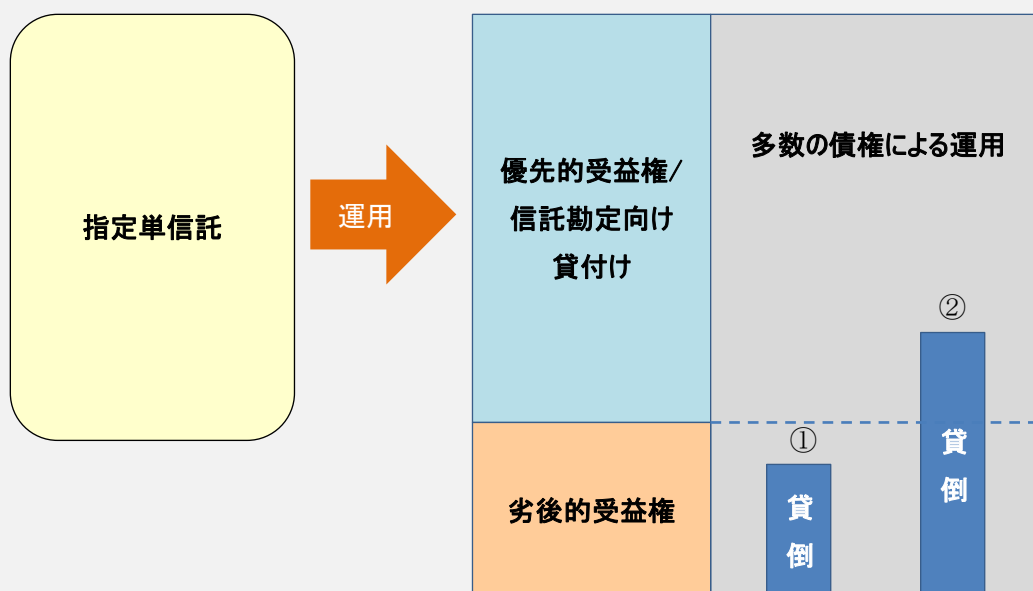 指定単信託
運用
優先的受益権/
信託勘定向け
貸付け
劣後的受益権
多数の債権による運用
①
貸
倒
②
貸
倒